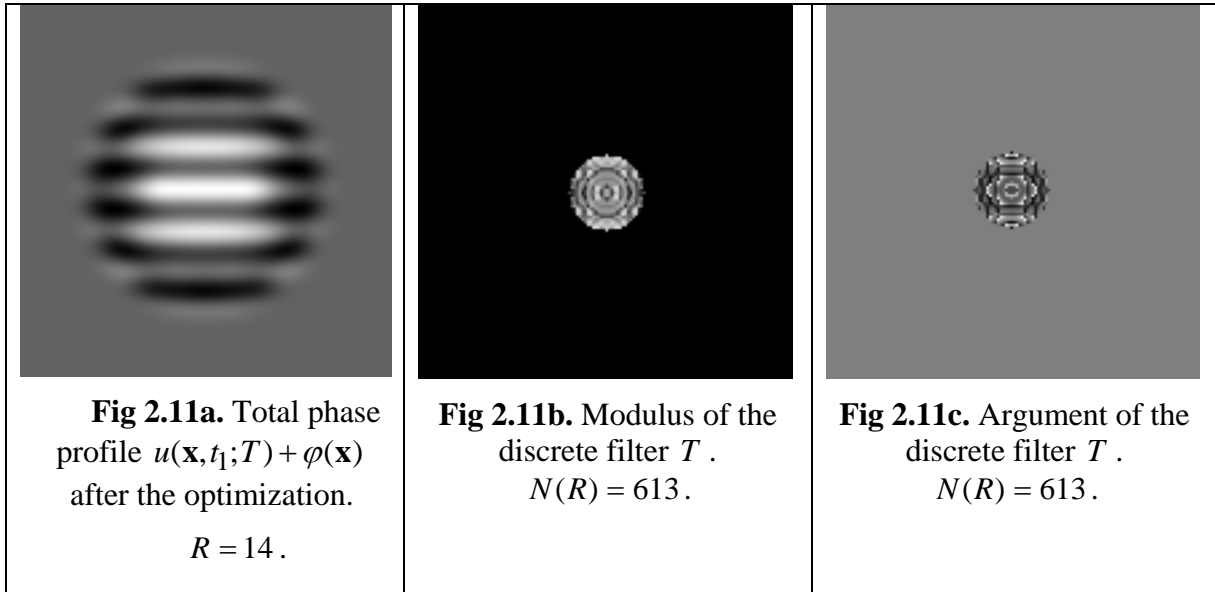 Fig 2.11a. Total phase
profile u(x,t₁;T)+φ(x)
after the optimization.
R = 14.
Fig 2.11b. Modulus of the
discrete filter T .
N(R) = 613.
Fig 2.11c. Argument of the
discrete filter T .
N(R) = 613.